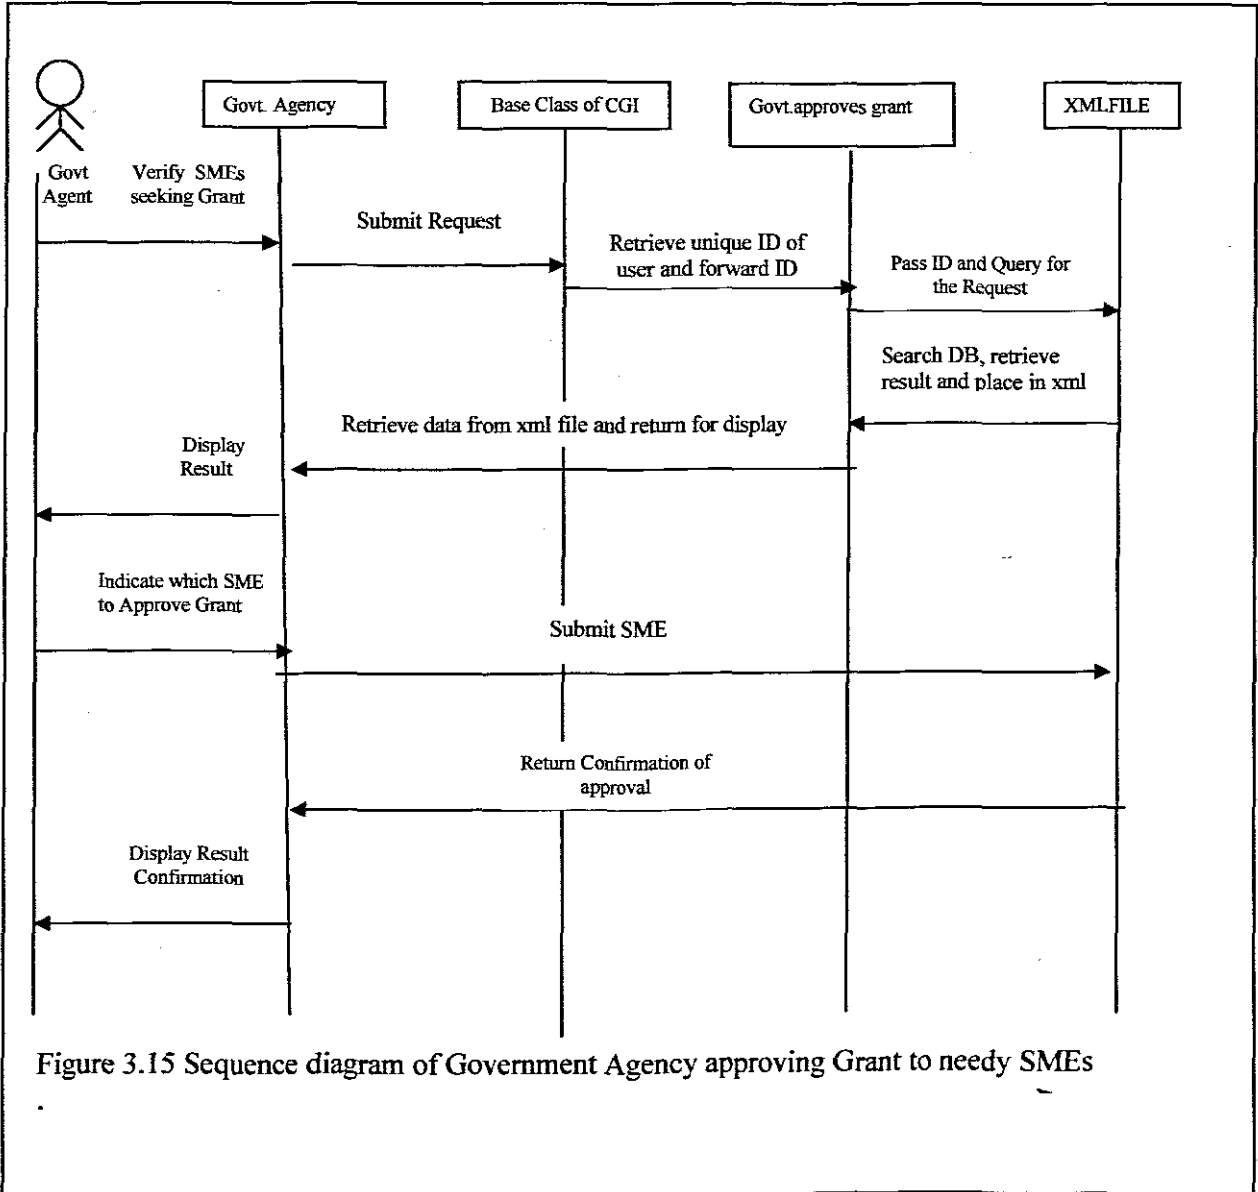 Govt. Agency
Base Class of CGI
Govt.approves grant
XMLFILE
Govt
Agent
Verify SMEs
seeking Grant
Submit Request
Retrieve unique ID of
user and forward ID
Pass ID and Query for
the Request
Search DB, retrieve
result and place in xml
Retrieve data from xml file and return for display
Display
Result
Indicate which SME
to Approve Grant
Submit SME
Return Confirmation of
approval
Display Result
Confirmation
Figure 3.15 Sequence diagram of Government Agency approving Grant to needy SMEs